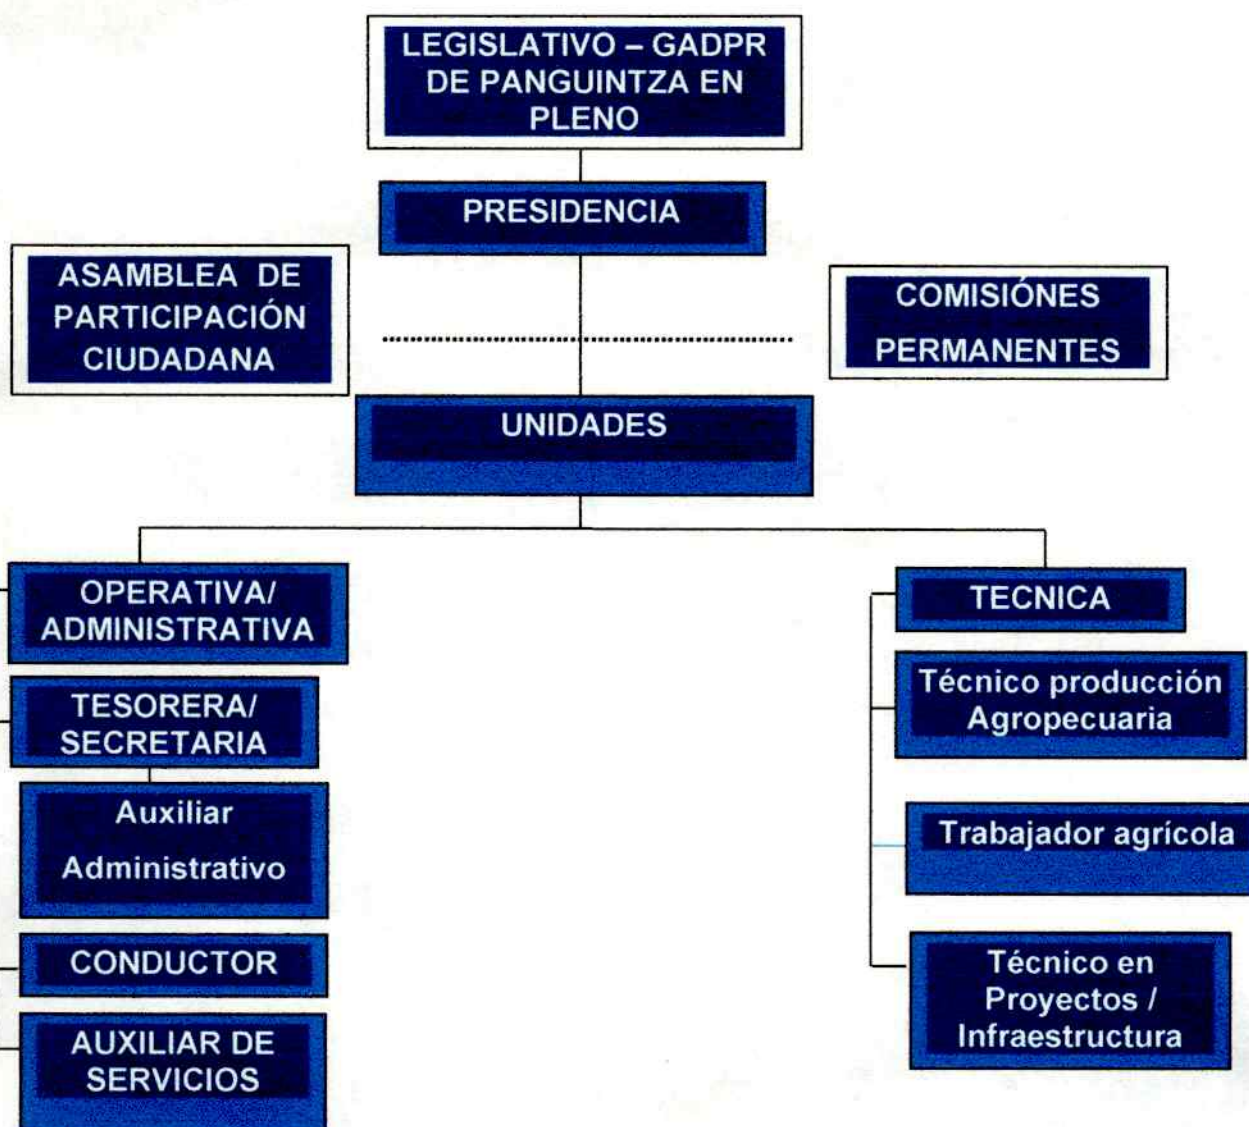 LEGISLATIVO – GADPR
DE PANGUINTZA EN
PLENO
PRESIDENCIA
ASAMBLEA DE
PARTICIPACIÓN
CIUDADANA
COMISIÓNES
PERMANENTES
UNIDADES
OPERATIVA/
ADMINISTRATIVA
TESORERA/
SECRETARIA
Auxiliar
Administrativo
CONDUCTOR
AUXILIAR DE
SERVICIOS
TECNICA
Técnico producción
Agropecuaria
Trabajador agrícola
Técnico en
Proyectos /
Infraestructura